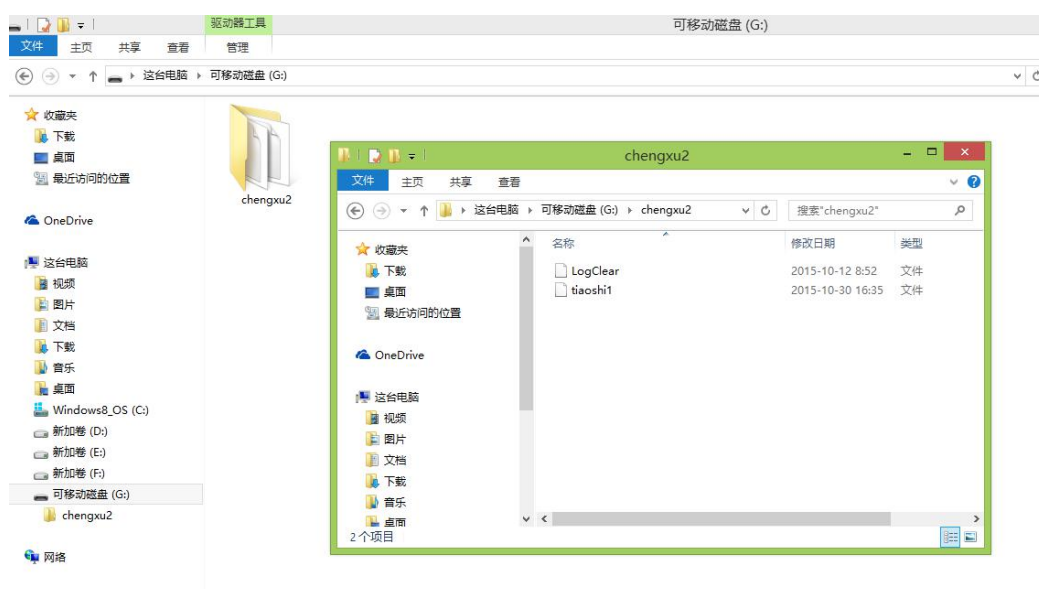 驱动器工具
可移动磁盘 (G:)
文件 主页 共享 查看 管理
这台电脑 可移动磁盘 (G:)
收藏夹
下载
桌面
最近访问的位置
OneDrive
这台电脑
视频
图片
文档
下载
音乐
桌面
Windows8_OS (C:)
新加卷 (D:)
新加卷 (E:)
新加卷 (F:)
可移动磁盘 (G:)
chengxu2
网络
chengxu2
chengxu2
文件 主页 共享 查看
这台电脑 可移动磁盘 (G:) chengxu2 搜索"chengxu2"
收藏夹
下载
桌面
最近访问的位置
OneDrive
这台电脑
视频
图片
文档
下载
音乐
桌面
名称 修改日期 类型
LogClear 2015-10-12 8:52 文件
tiaoshi1 2015-10-30 16:35 文件
2个项目